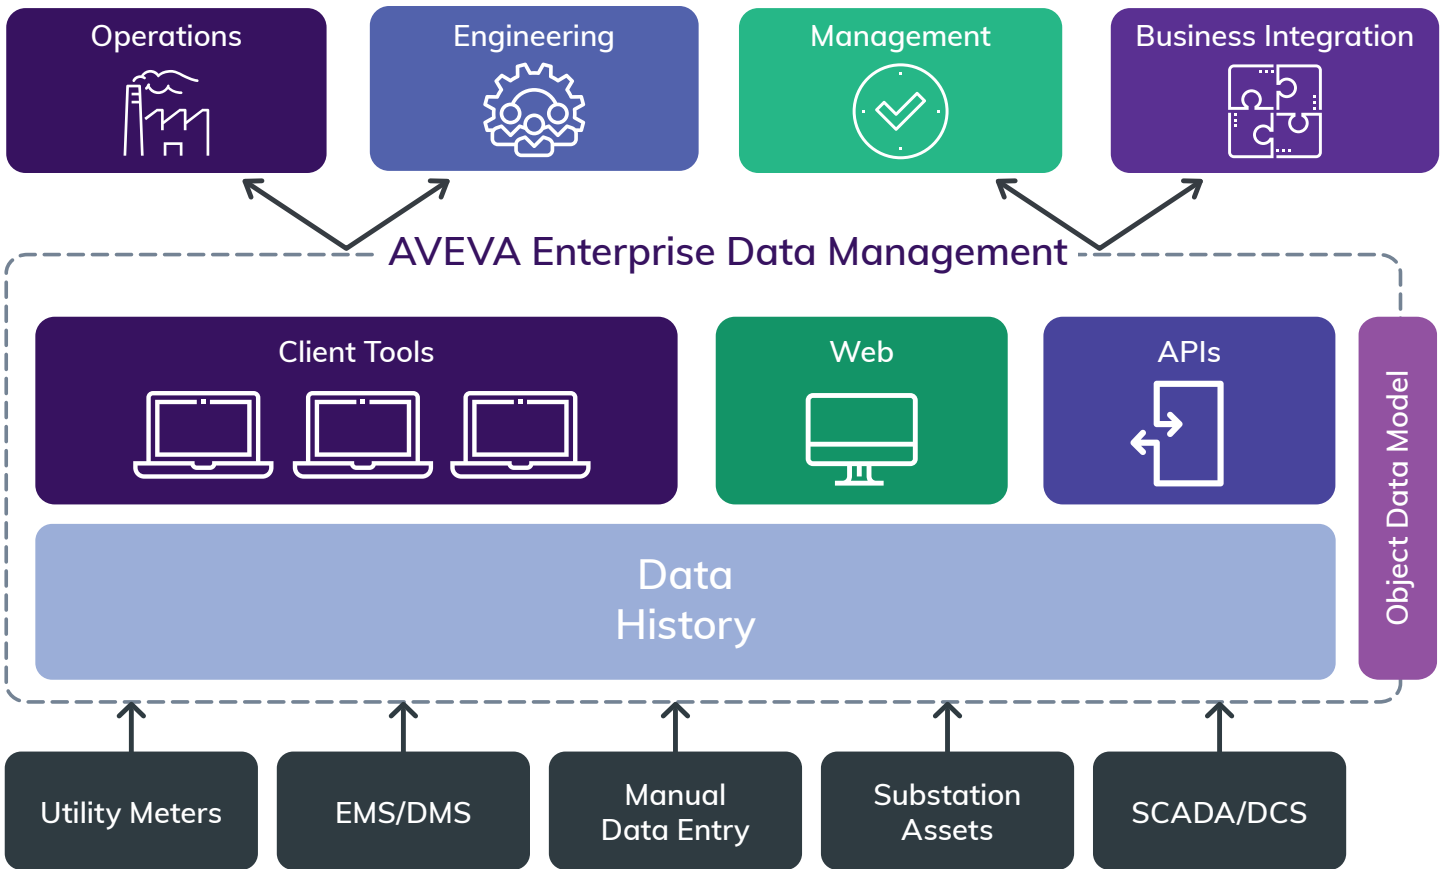 Operations
Engineering
Management
Business Integration
AVEVA Enterprise Data Management
Client Tools
Web
APIs
Object Data Model
Data
History
Utility Meters
EMS/DMS
Manual
Data Entry
Substation
Assets
SCADA/DCS